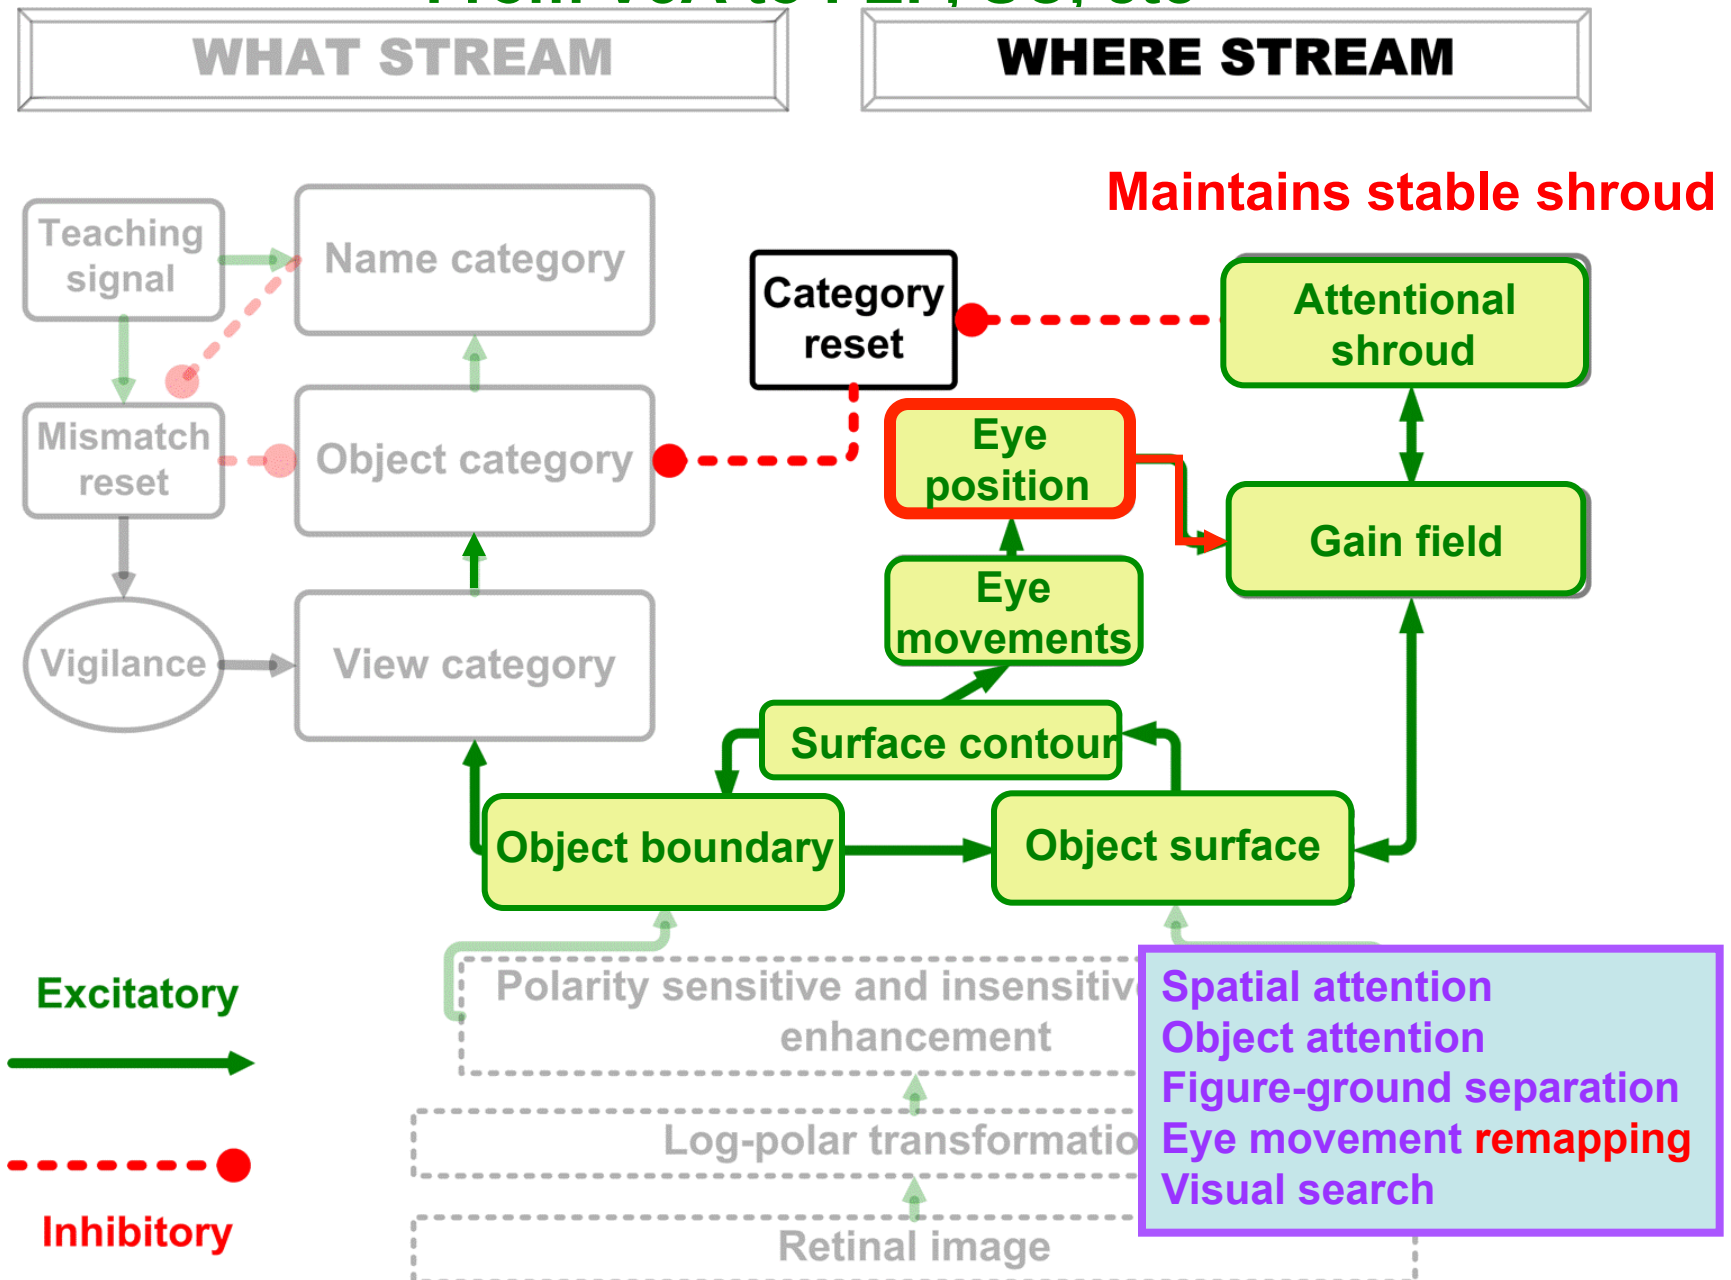 WHAT STREAM
WHERE STREAM
Maintains stable shroud
Teaching
signal
Name category
Category
reset
Attentional
shroud
Mismatch
reset
Object category
Eye
position
Gain field
Eye
movements
Vigilance
View category
Surface contour
Object boundary
Object surface
Excitatory
Polarity sensitive and
enhancement
Spatial attention
Object attention
Figure-ground separation
Eye movement remapping
Visual search
Log-polar
Inhibitory
Retinal image